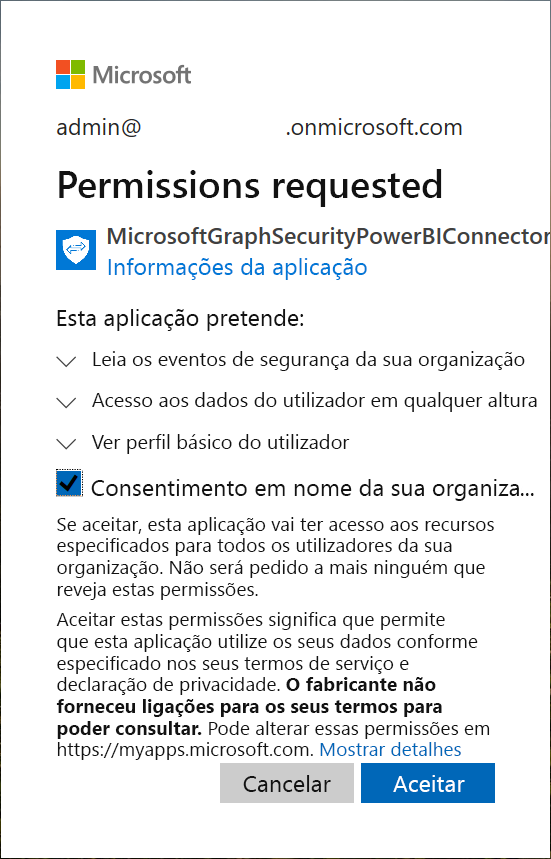 Microsoft
admin@ .onmicrosoft.com
Permissions requested
MicrosoftGraphSecurityPowerBIConnector
Informações da aplicação
Esta aplicação pretende:
Leia os eventos de segurança da sua organização
Acesso aos dados do utilizador em qualquer altura
Ver perfil básico do utilizador
Consentimento em nome da sua organiza...
Se aceitar, esta aplicação vai ter acesso aos recursos
especificados para todos os utilizadores da sua
organização. Não será pedido a mais ninguém que
reveja estas permissões.
Aceitar estas permissões significa que permite
que esta aplicação utilize os seus dados conforme
especificado nos seus termos de serviço e
declaração de privacidade. O fabricante não
forneceu ligações para os seus termos para
poder consultar. Pode alterar essas permissões em
https://myapps.microsoft.com. Mostrar detalhes
Cancelar
Aceitar